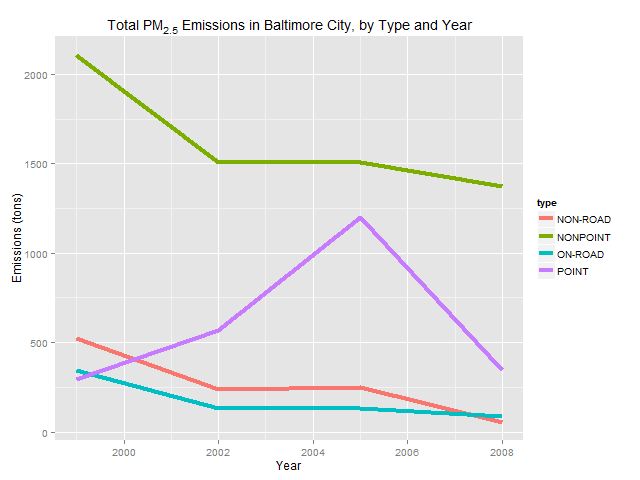 Total PM2.5 Emissions in Baltimore City, by Type and Year
Emissions (tons)
2000
1500
1000
500
0
2000 2002 2004 2006 2008
Year
type
NON-ROAD
NONPOINT
ON-ROAD
POINT